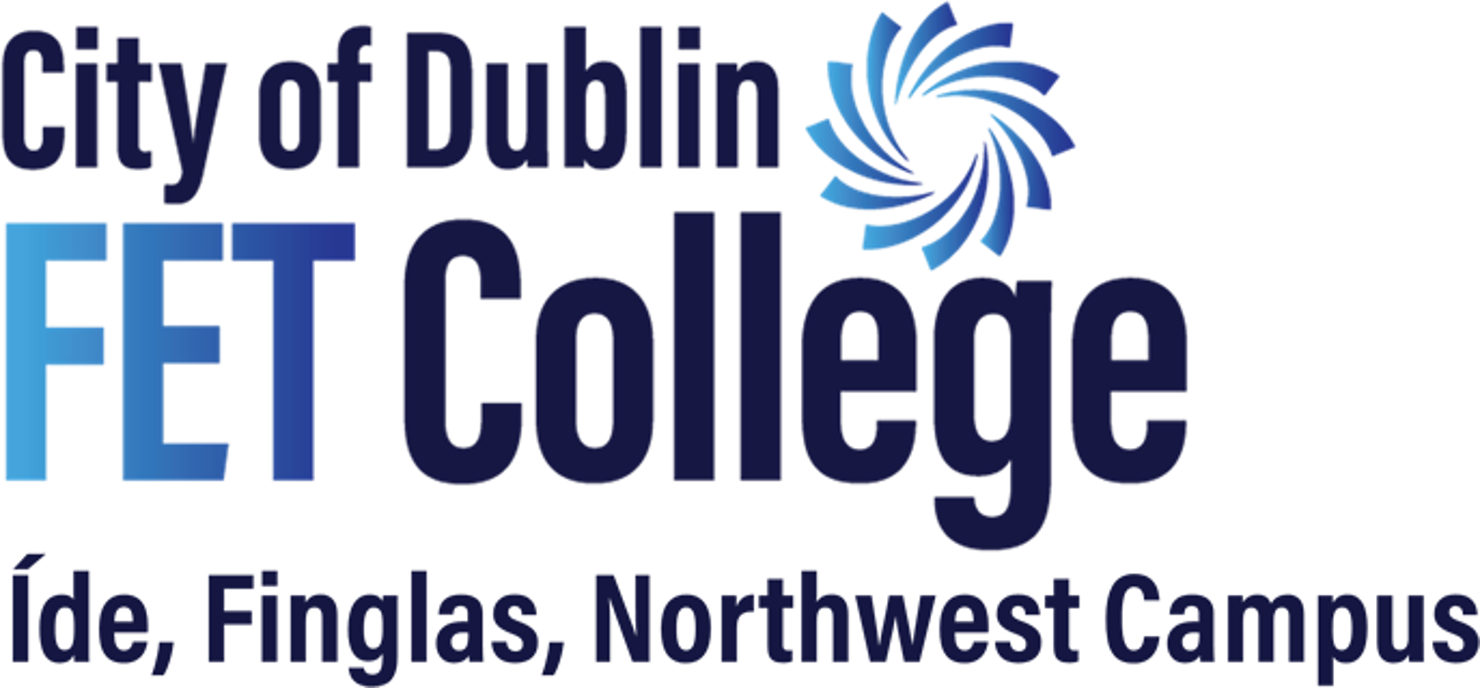 City of Dublin
FET College
Íde, Finglas, Northwest Campus